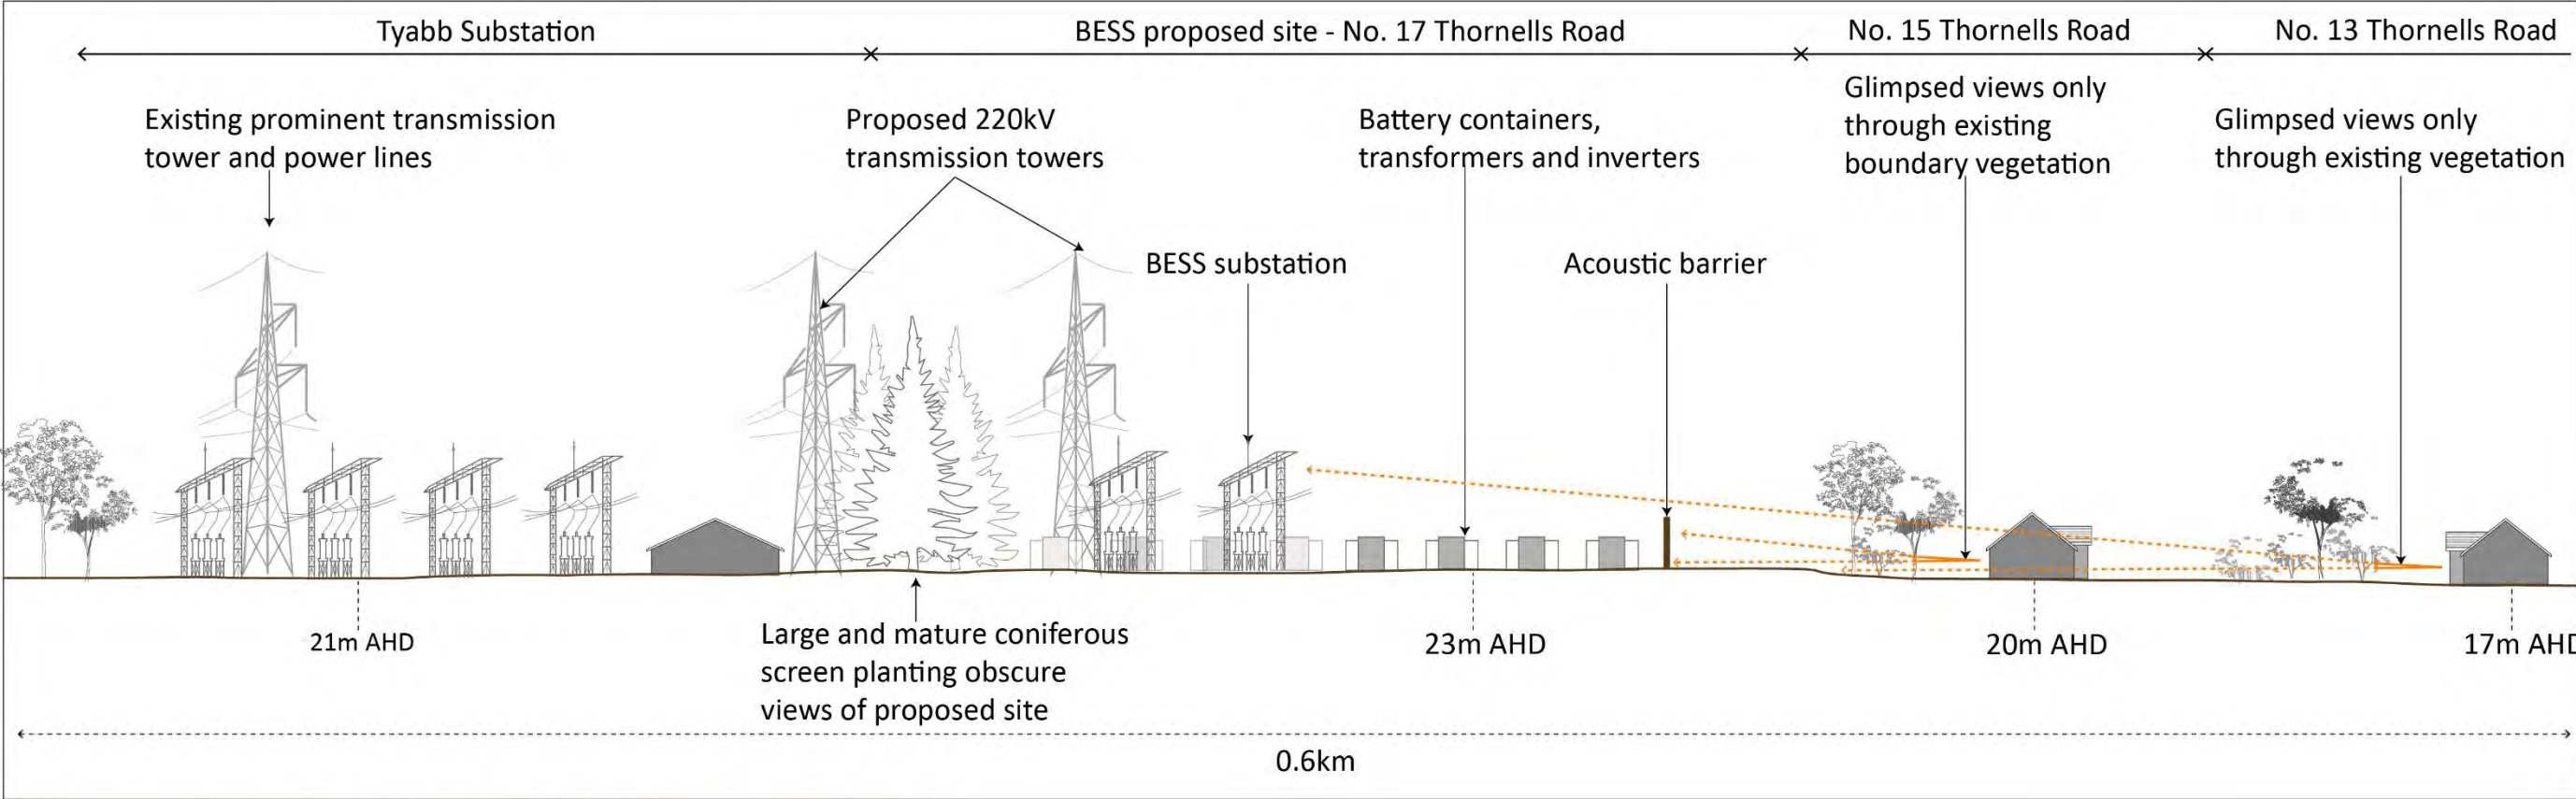 Tyabb Substation
BESS proposed site - No. 17 Thornells Road
No. 15 Thornells Road
No. 13 Thornells Road
Existing prominent transmission
tower and power lines
Proposed 220kV
transmission towers
Battery containers,
transformers and inverters
Glimpsed views only
through existing
boundary vegetation
Glimpsed views only
through existing vegetation
BESS substation
Acoustic barrier
21m AHD
Large and mature coniferous
screen planting obscure
views of proposed site
23m AHD
20m AHD
17m AHD
0.6km